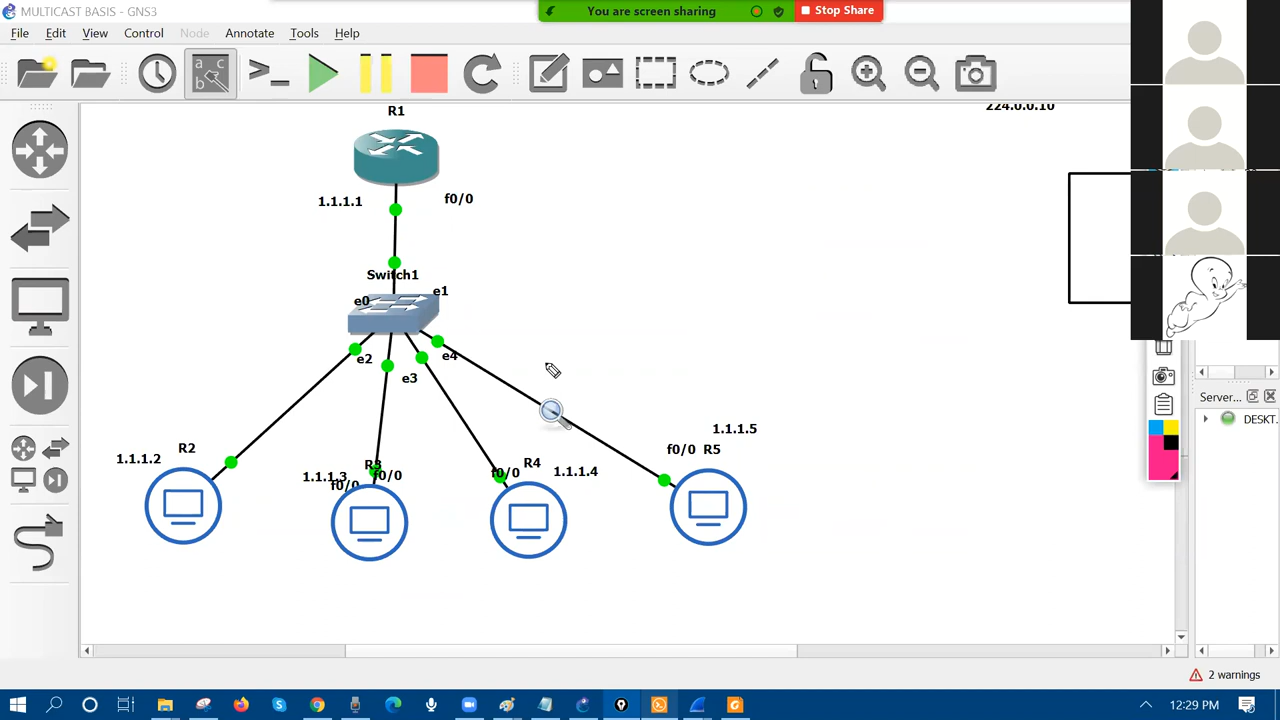 MULTICAST BASIS - GNS3
You are screen sharing
Stop Share
File Edit View Control Node Annotate Tools Help
a c
b
R1
224.0.0.10
1.1.1.1
f0/0
Switch1
e0
e1
e2
e4
e3
1.1.1.5
R2
1.1.1.2
f0/0 R5
R3
1.1.1.3
f0/0
f0/0
f0/0
R4
1.1.1.4
Server...
DESKT.
2 warnings
12:29 PM